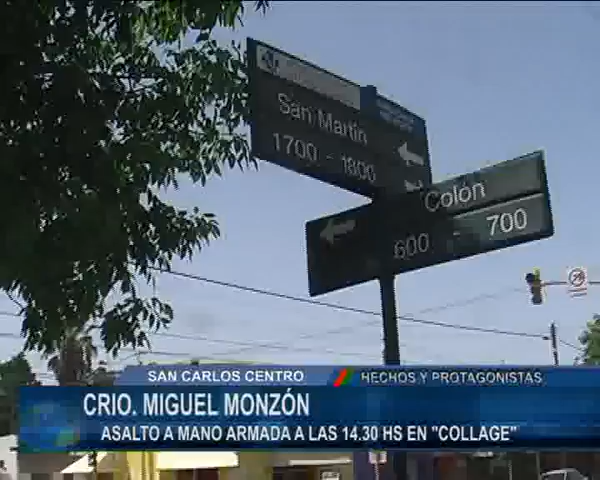 San Martín
1700 - 1800
Colón
600 700
SAN CARLOS CENTRO
HECHOS Y PROTAGONISTAS
CRIO. MIGUEL MONZÓN
ASALTO A MANO ARMADA A LAS 14.30 HS EN "COLLAGE"